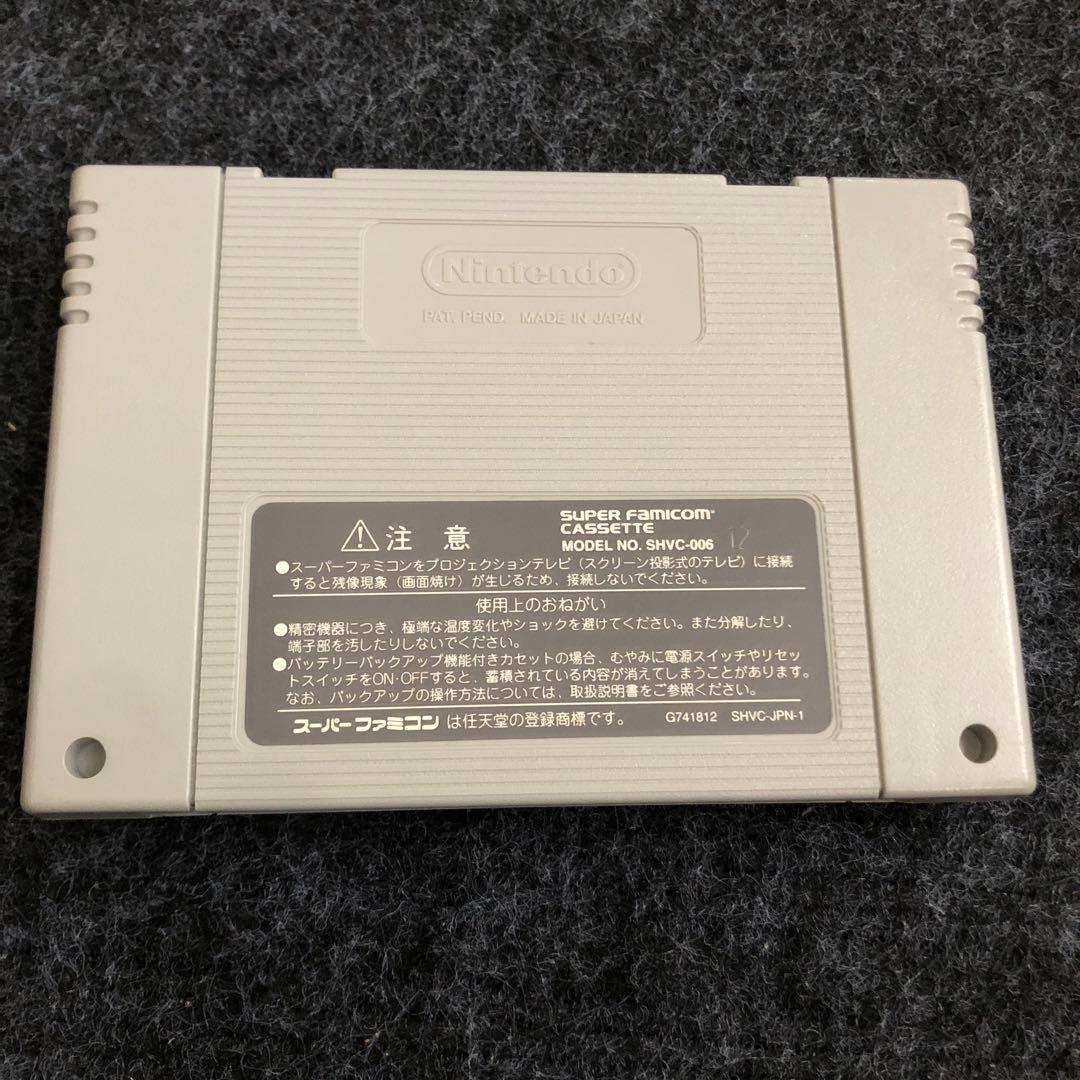 Nintendo
PAT. PEND. MADE IN JAPAN
⚠注 意
SUPER FAMICOM®
CASSETTE
MODEL NO. SHVC-006 12
●スーパーファミコンをプロジェクションテレビ（スクリーン投影式のテレビ）に接続
すると残像現象（画面焼け）が生じるため、接続しないでください。
使用上のおねがい
●精密機器につき、極端な温度変化やショックを避けてください。また分解したり、
端子部を汚したりしないでください。
●バッテリーバックアップ機能付きカセットの場合、むやみに電源スイッチやリセッ
トスイッチをON・OFFすると、蓄積されている内容が消えてしまうことがあります。
なお、バックアップの操作方法については、取扱説明書をご参照ください。
スーパーファミコン は任天堂の登録商標です。 G741812 SHVC-JPN-1